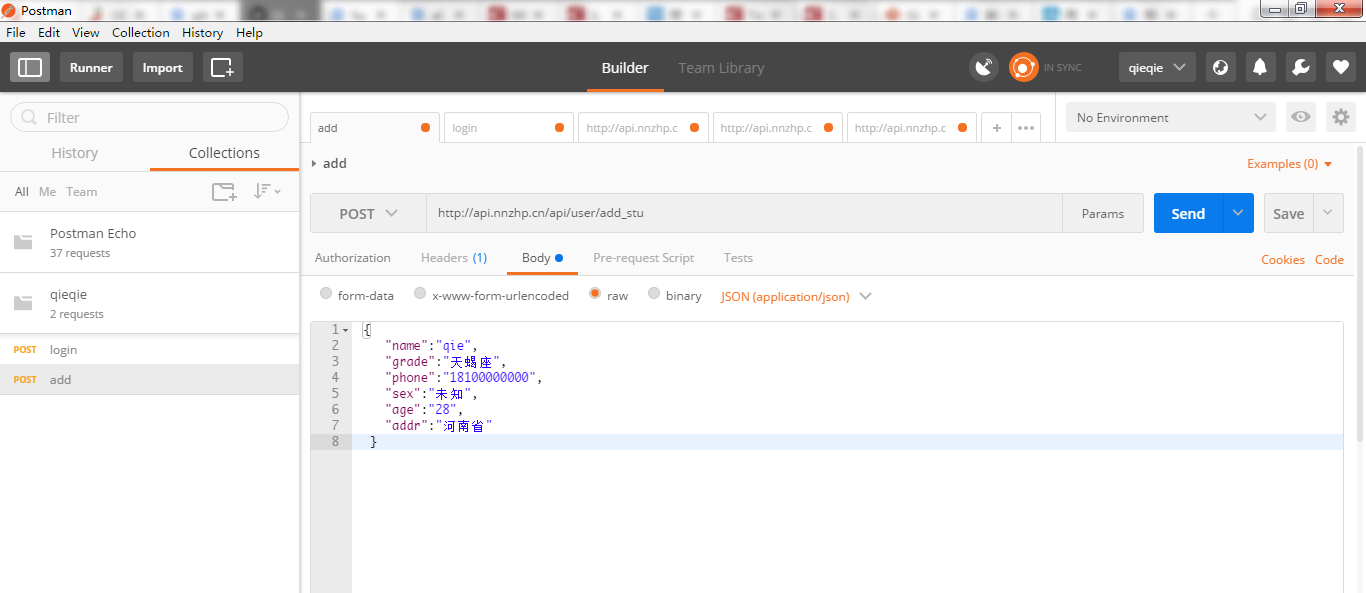 Postman
File Edit View Collection History Help
Runner Import Builder Team Library IN SYNC qieqie
Filter
History Collections
All Me Team
Postman Echo
37 requests
qieqie
2 requests
POST login
POST add
add login http://api.nnzhp.c http://api.nnzhp.c http://api.nnzhp.c + ••• No Environment
add Examples (0)
POST http://api.nnzhp.cn/api/user/add_stu Params Send Save
Authorization Headers (1) Body Pre-request Script Tests Cookies Code
form-data x-www-form-urlencoded raw binary JSON (application/json)
1 {
2 "name":"qie",
3 "grade":"天蝎座",
4 "phone":"18100000000",
5 "sex":"未知",
6 "age":"28",
7 "addr":"河南省"
8 }